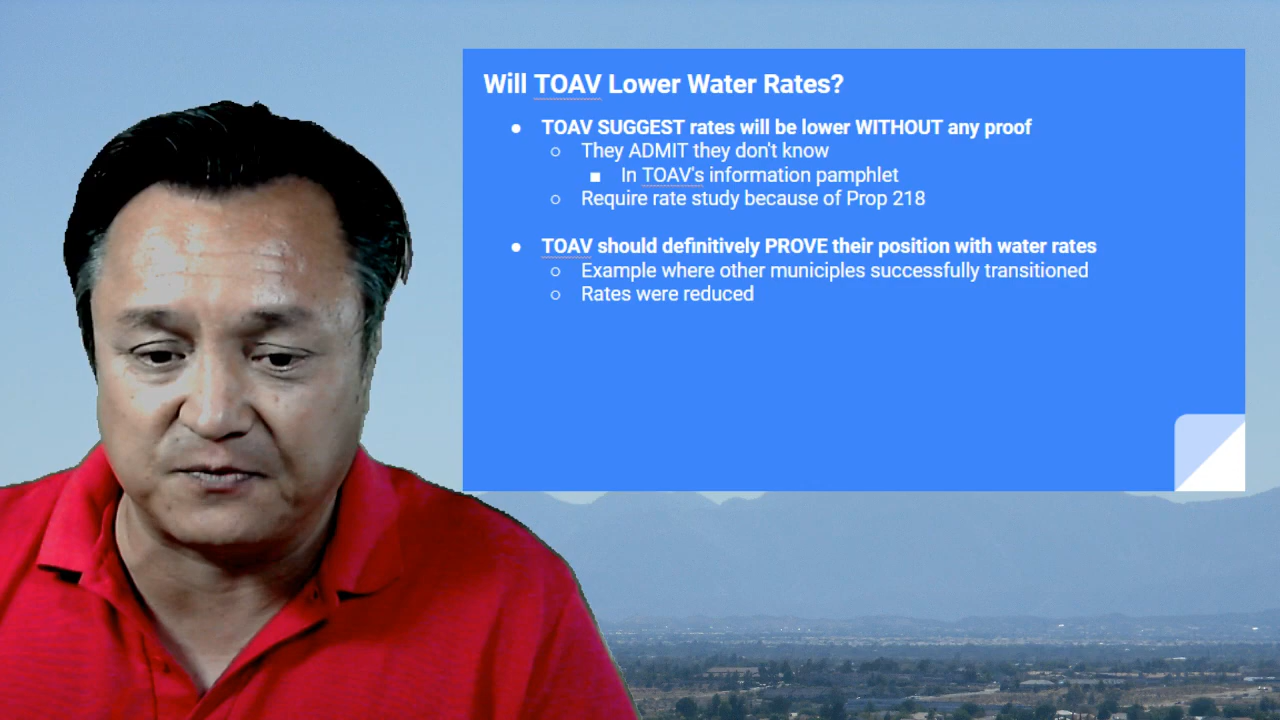 Will TOAV Lower Water Rates?
● TOAV SUGGEST rates will be lower WITHOUT any proof
○ They ADMIT they don't know
■ In TOAV's information pamphlet
○ Require rate study because of Prop 218
● TOAV should definitively PROVE their position with water rates
○ Example where other municiples successfully transitioned
○ Rates were reduced